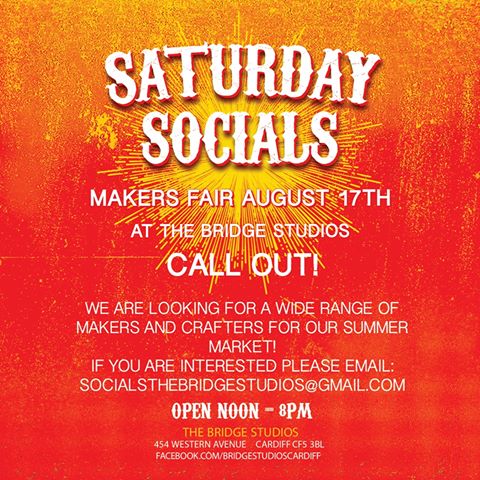 SATURDAY
SOCIALS
MAKERS FAIR AUGUST 17TH
AT THE BRIDGE STUDIOS
CALL OUT!
WE ARE LOOKING FOR A WIDE RANGE OF
MAKERS AND CRAFTERS FOR OUR SUMMER
MARKET!
IF YOU ARE INTERESTED PLEASE EMAIL:
SOCIALSTHEBRIDGESTUDIOS@GMAIL.COM
OPEN NOON - 8PM
THE BRIDGE STUDIOS
454 WESTERN AVENUE CARDIFF CF5 3BL
FACEBOOK.COM/BRIDGESTUDIOSCARDIFF